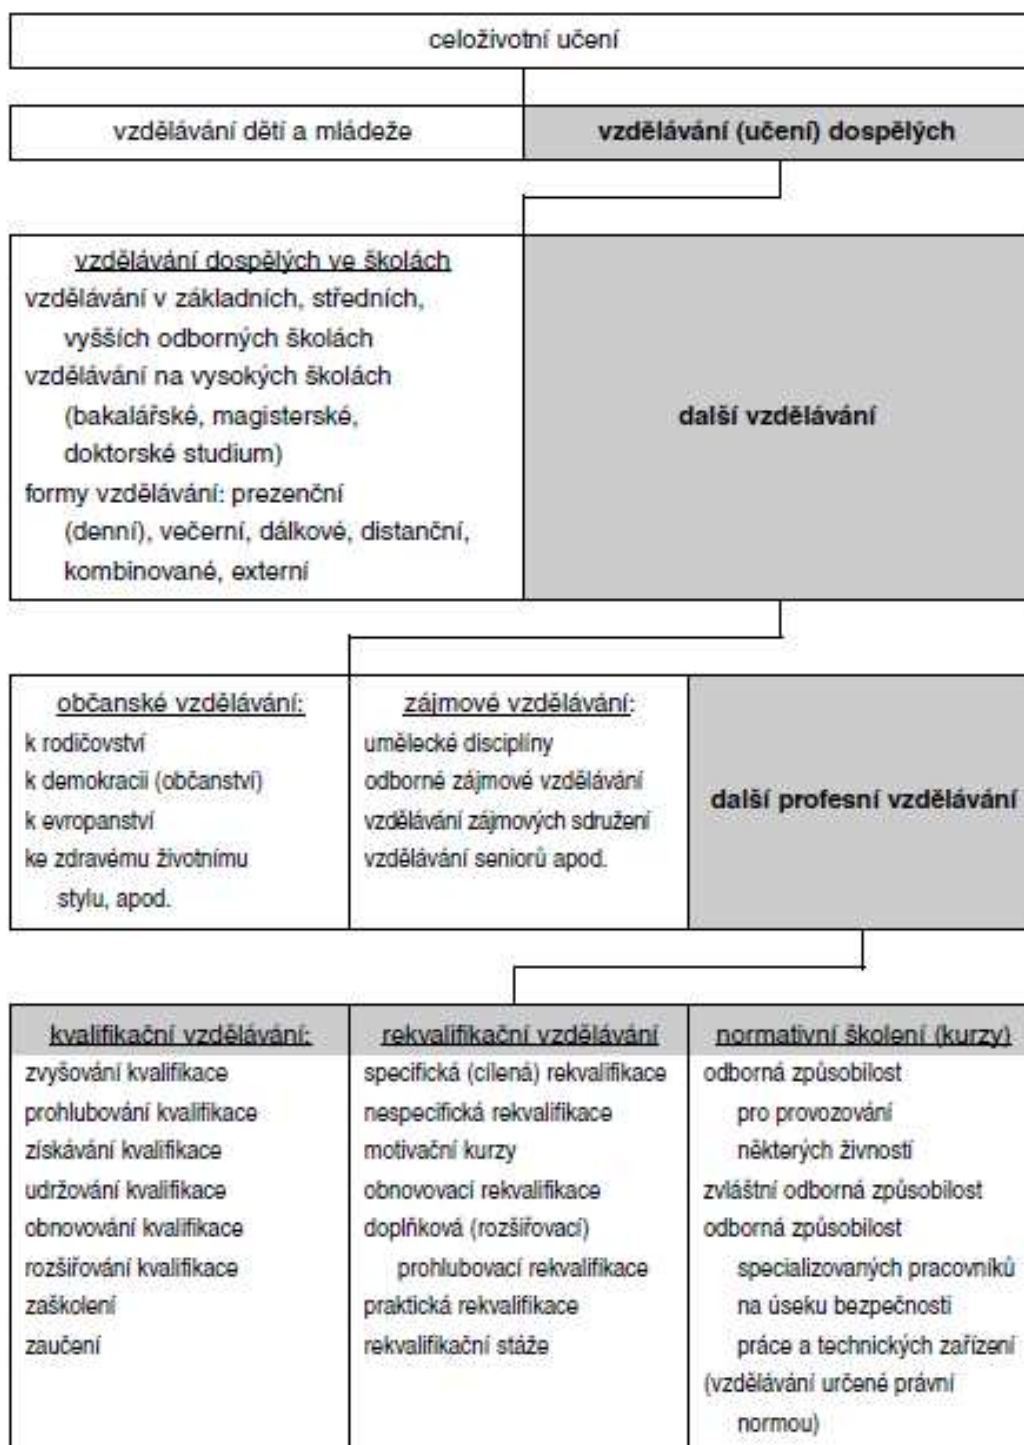 celoživotní učení
vzdělávání dětí a mládeže
vzdělávání (učení) dospělých
vzdělávání dospělých ve školách
vzdělávání v základních, středních,
vyšších odborných školách
vzdělávání na vysokých školách
(bakalářské, magisterské,
doktorské studium)
formy vzdělávání: prezenční
(denní), večerní, dálkové, distanční,
kombinované, externí
další vzdělávání
občanské vzdělávání:
k rodičovství
k demokracii (občanství)
k evropanství
ke zdravému životnímu
stylu, apod.
zájmové vzdělávání:
umělecké disciplíny
odborné zájmové vzdělávání
vzdělávání zájmových sdružení
vzdělávání seniorů apod.
další profesní vzdělávání
kvalifikační vzdělávání:
zvyšování kvalifikace
prohlubování kvalifikace
získávání kvalifikace
udržování kvalifikace
obnovování kvalifikace
rozšiřování kvalifikace
zaškolení
zaučení
rekvalifikační vzdělávání
specifická (cílená) rekvalifikace
nespecifická rekvalifikace
motivační kurzy
obnovovací rekvalifikace
doplňková (rozšiřovací)
prohlubovací rekvalifikace
praktická rekvalifikace
rekvalifikační stáže
normativní školení (kurzy)
odborná způsobilost
pro provozování
některých živností
zvláštní odborná způsobilost
odborná způsobilost
specializovaných pracovníků
na úseku bezpečnosti
práce a technických zařízení
(vzdělávání určené právní
normou)